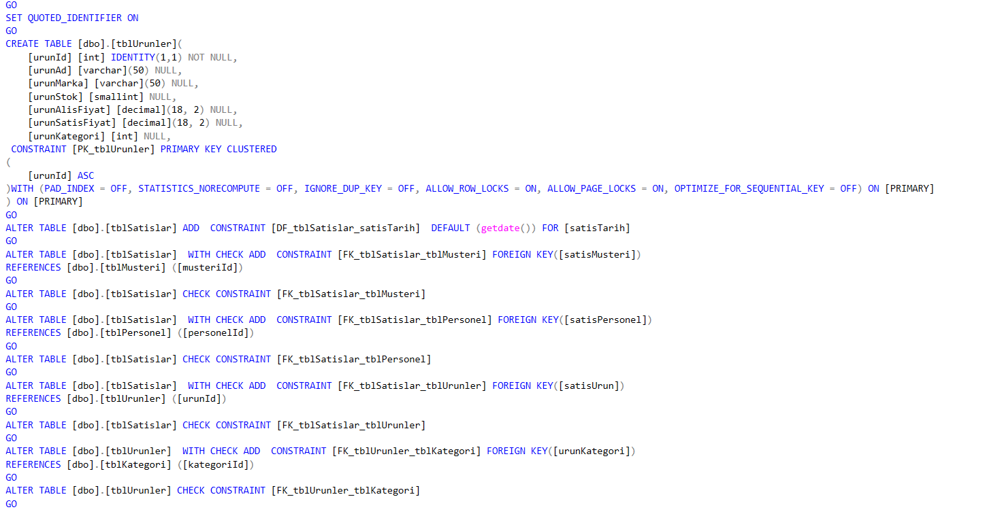 GO
SET QUOTED_IDENTIFIER ON
GO
CREATE TABLE [dbo].[tblUrunler](
    [urunId] [int] IDENTITY(1,1) NOT NULL,
    [urunAd] [varchar](50) NULL,
    [urunMarka] [varchar](50) NULL,
    [urunStok] [smallint] NULL,
    [urunAlisFiyat] [decimal](18, 2) NULL,
    [urunSatisFiyat] [decimal](18, 2) NULL,
    [urunKategori] [int] NULL,
 CONSTRAINT [PK_tblUrunler] PRIMARY KEY CLUSTERED
(
    [urunId] ASC
)WITH (PAD_INDEX = OFF, STATISTICS_NORECOMPUTE = OFF, IGNORE_DUP_KEY = OFF, ALLOW_ROW_LOCKS = ON, ALLOW_PAGE_LOCKS = ON, OPTIMIZE_FOR_SEQUENTIAL_KEY = OFF) ON [PRIMARY]
) ON [PRIMARY]
GO
ALTER TABLE [dbo].[tblSatislar] ADD  CONSTRAINT [DF_tblSatislar_satisTarih]  DEFAULT (getdate()) FOR [satisTarih]
GO
ALTER TABLE [dbo].[tblSatislar]  WITH CHECK ADD  CONSTRAINT [FK_tblSatislar_tblMusteri] FOREIGN KEY([satisMusteri])
REFERENCES [dbo].[tblMusteri] ([musteriId])
GO
ALTER TABLE [dbo].[tblSatislar] CHECK CONSTRAINT [FK_tblSatislar_tblMusteri]
GO
ALTER TABLE [dbo].[tblSatislar]  WITH CHECK ADD  CONSTRAINT [FK_tblSatislar_tblPersonel] FOREIGN KEY([satisPersonel])
REFERENCES [dbo].[tblPersonel] ([personelId])
GO
ALTER TABLE [dbo].[tblSatislar] CHECK CONSTRAINT [FK_tblSatislar_tblPersonel]
GO
ALTER TABLE [dbo].[tblSatislar]  WITH CHECK ADD  CONSTRAINT [FK_tblSatislar_tblUrunler] FOREIGN KEY([satisUrun])
REFERENCES [dbo].[tblUrunler] ([urunId])
GO
ALTER TABLE [dbo].[tblSatislar] CHECK CONSTRAINT [FK_tblSatislar_tblUrunler]
GO
ALTER TABLE [dbo].[tblUrunler]  WITH CHECK ADD  CONSTRAINT [FK_tblUrunler_tblKategori] FOREIGN KEY([urunKategori])
REFERENCES [dbo].[tblKategori] ([kategoriId])
GO
ALTER TABLE [dbo].[tblUrunler] CHECK CONSTRAINT [FK_tblUrunler_tblKategori]
GO